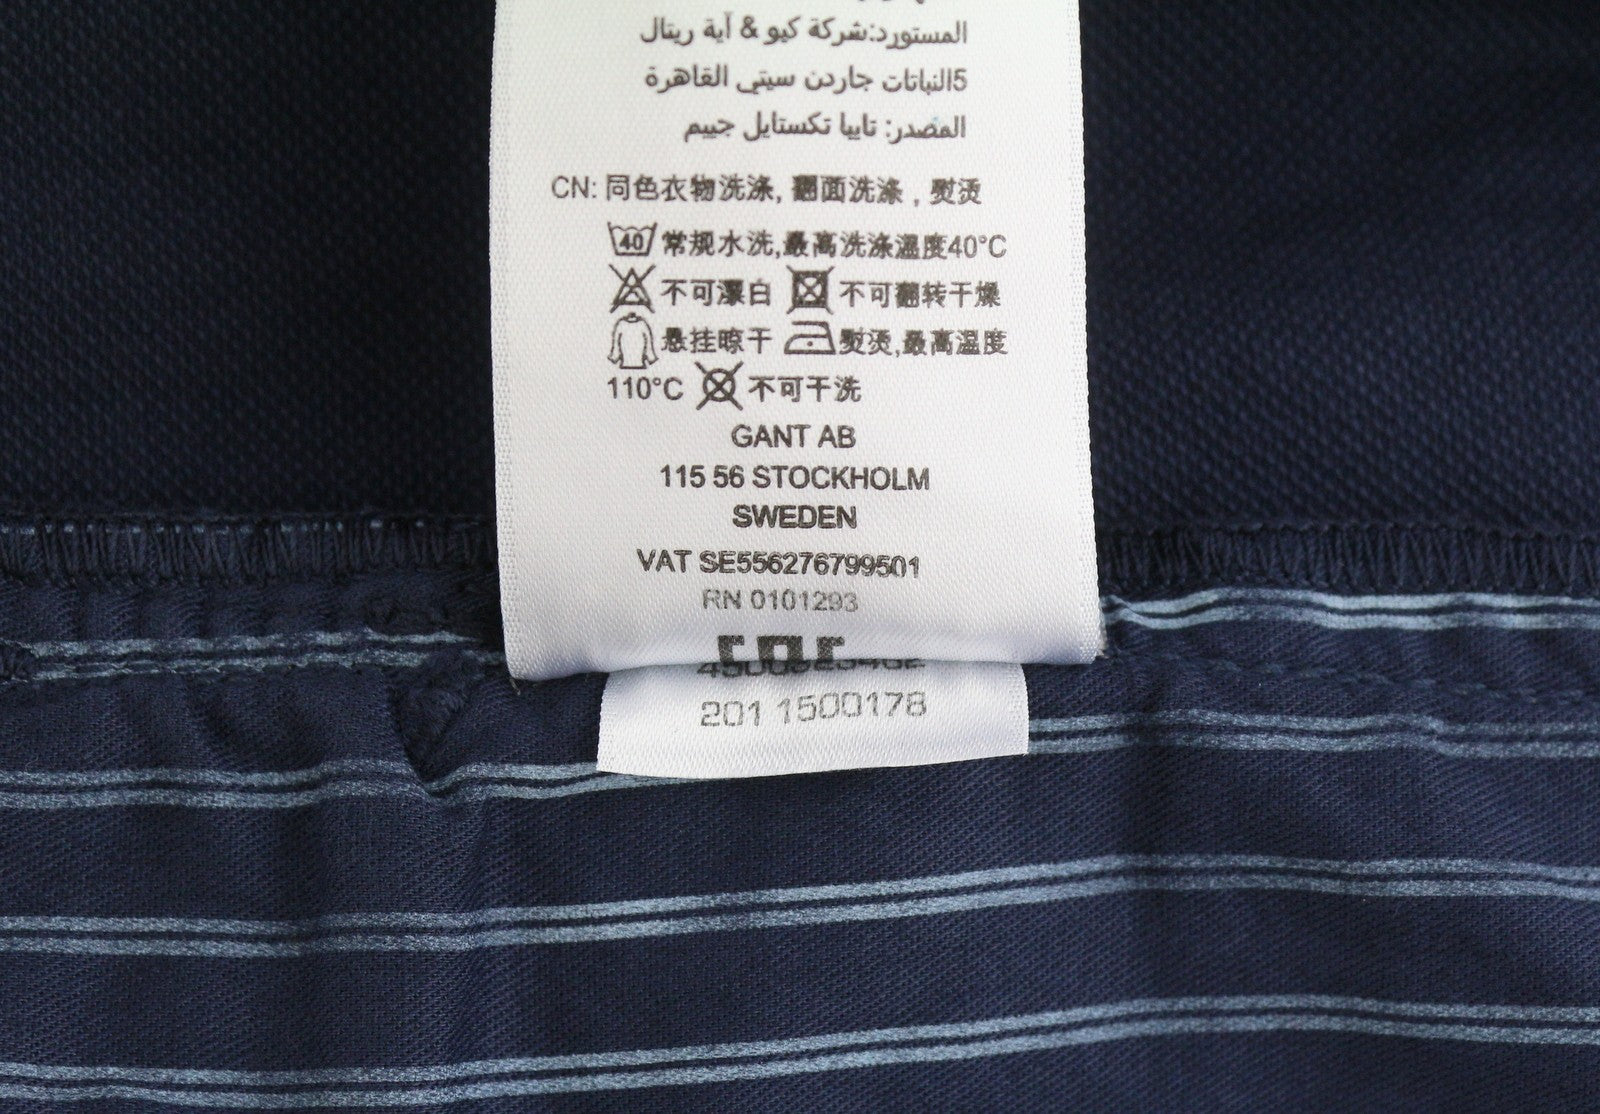 المستورد:شركة كيو & آية ريتال
5النباتات جاردن سيتي القاهرة
المصدر: تايبا تكستايل جييم
CN: 同色衣物洗涤, 翻面洗涤 , 熨烫
40 常规水洗,最高洗涤温度40°C
不可漂白 不可翻转干燥
悬挂晾干 熨烫,最高温度
110°C 不可干洗
GANT AB
115 56 STOCKHOLM
SWEDEN
VAT SE556276799501
RN 0101293
201 1500178